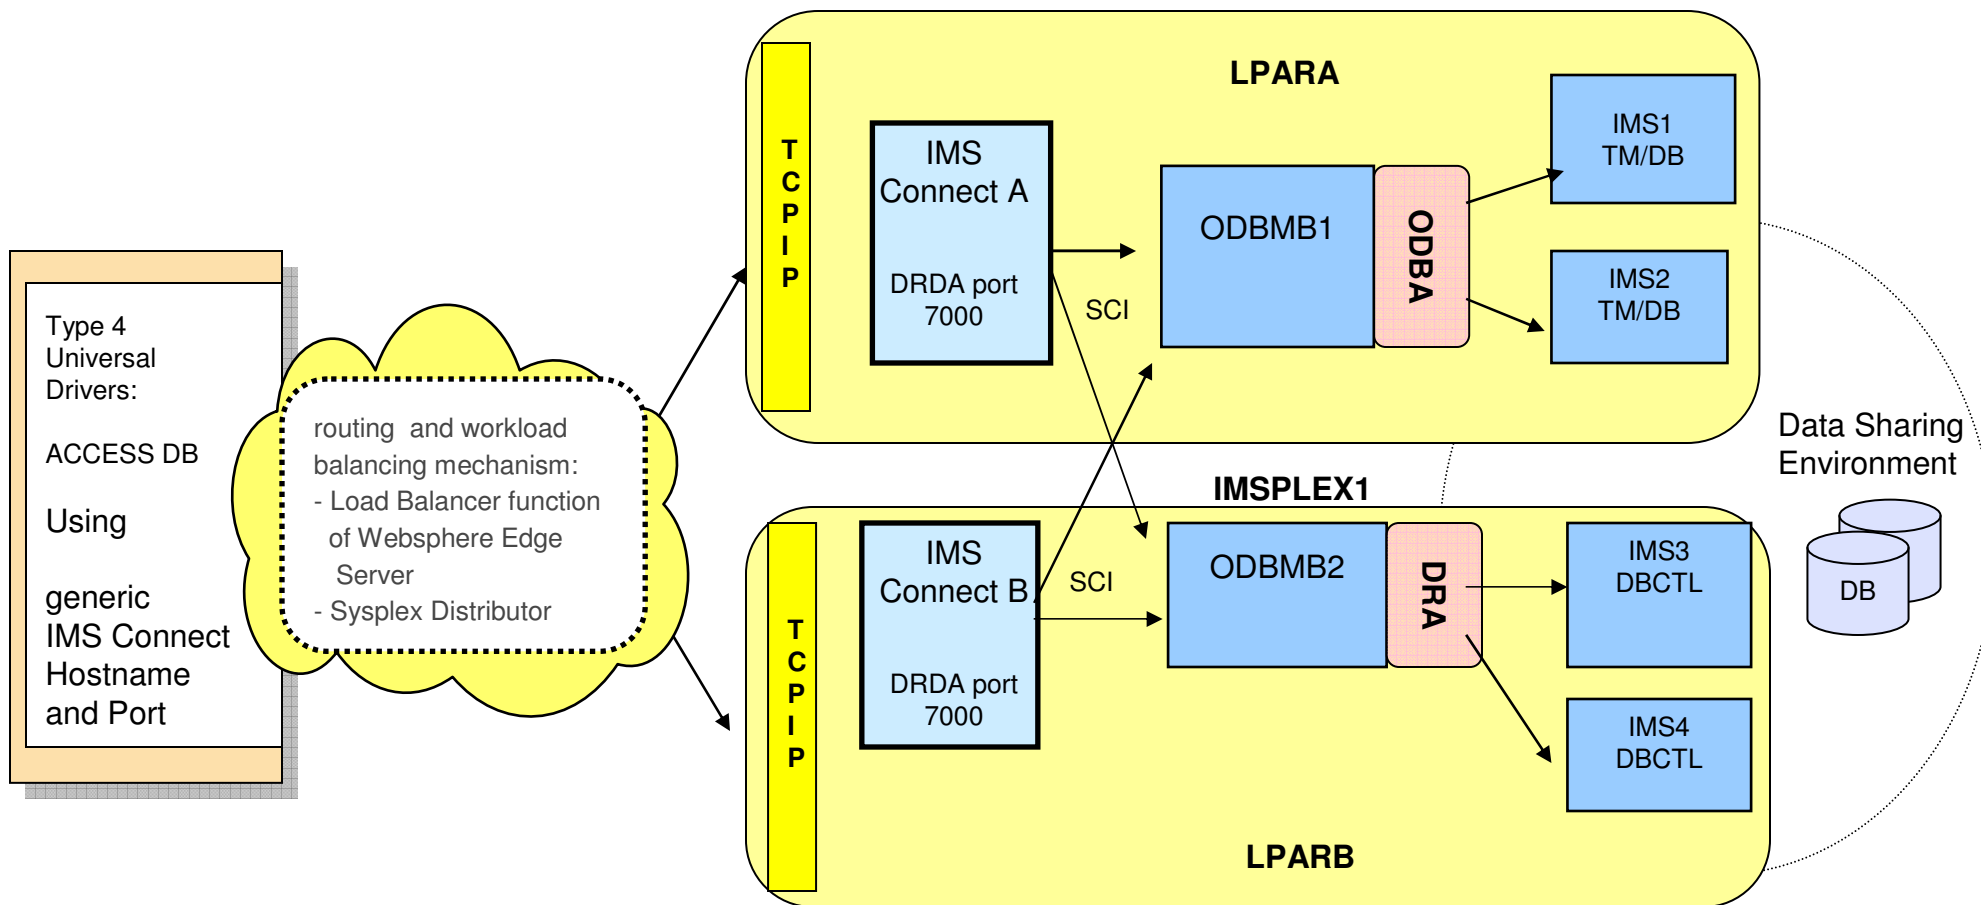 Type 4
Universal
Drivers:
ACCESS DB
Using
generic
IMS Connect
Hostname
and Port
routing and workload
balancing mechanism:
- Load Balancer function
of Websphere Edge
Server
- Sysplex Distributor
LPARA
T
C
P
I
P
IMS
Connect A
DRDA port
7000
SCI
ODBMB1
ODBA
IMS1
TM/DB
IMS2
TM/DB
IMSPLEX1
T
C
P
I
P
IMS
Connect B
DRDA port
7000
SCI
ODBMB2
DRA
IMS3
DBCTL
IMS4
DBCTL
LPARB
Data Sharing
Environment
DB